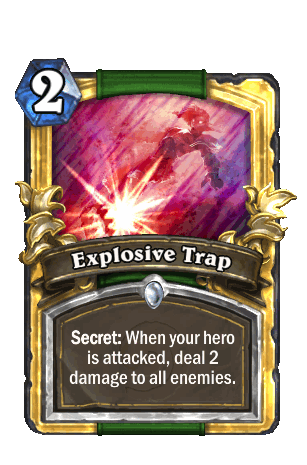 2
Explosive Trap
Secret: When your hero
is attacked, deal 2
damage to all enemies.